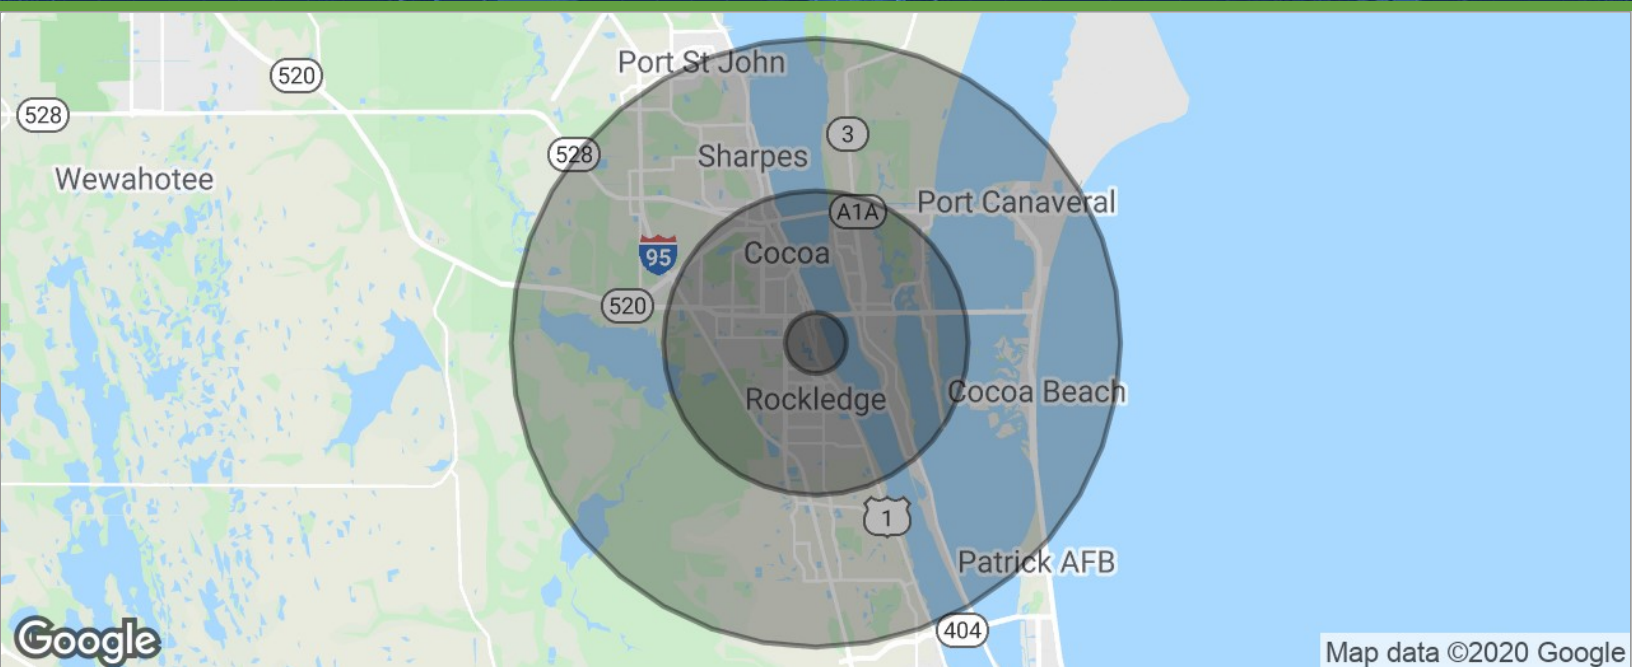 Port St John
520
528
3
528
Sharpes
Wewahotee
Port Canaveral
A1A
Cocoa
95
520
Cocoa Beach
Rockledge
1
Patrick AFB
404
Google
Map data ©2020 Google